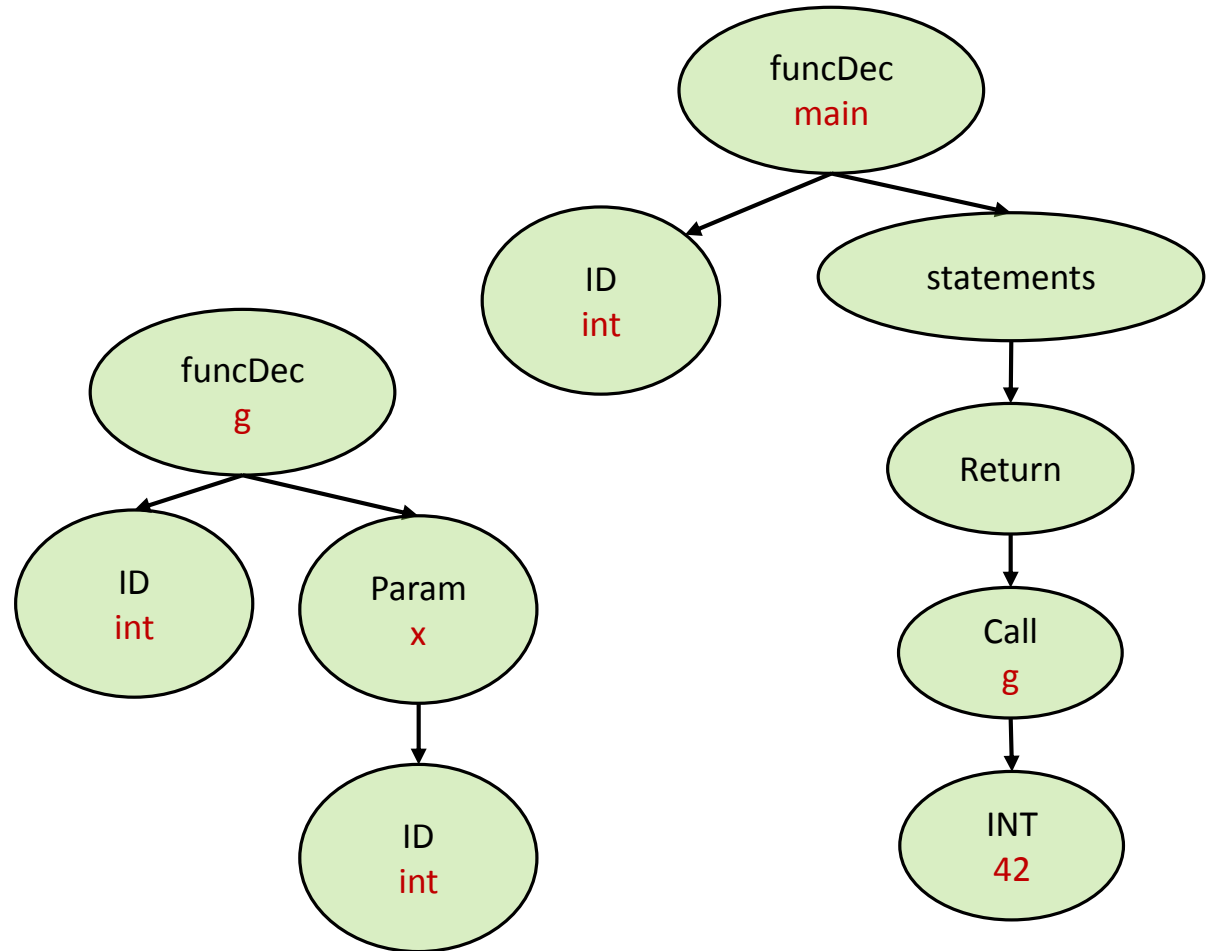 funcDec
main
ID
int
statements
funcDec
g
Return
ID
int
Param
x
Call
g
ID
int
INT
42